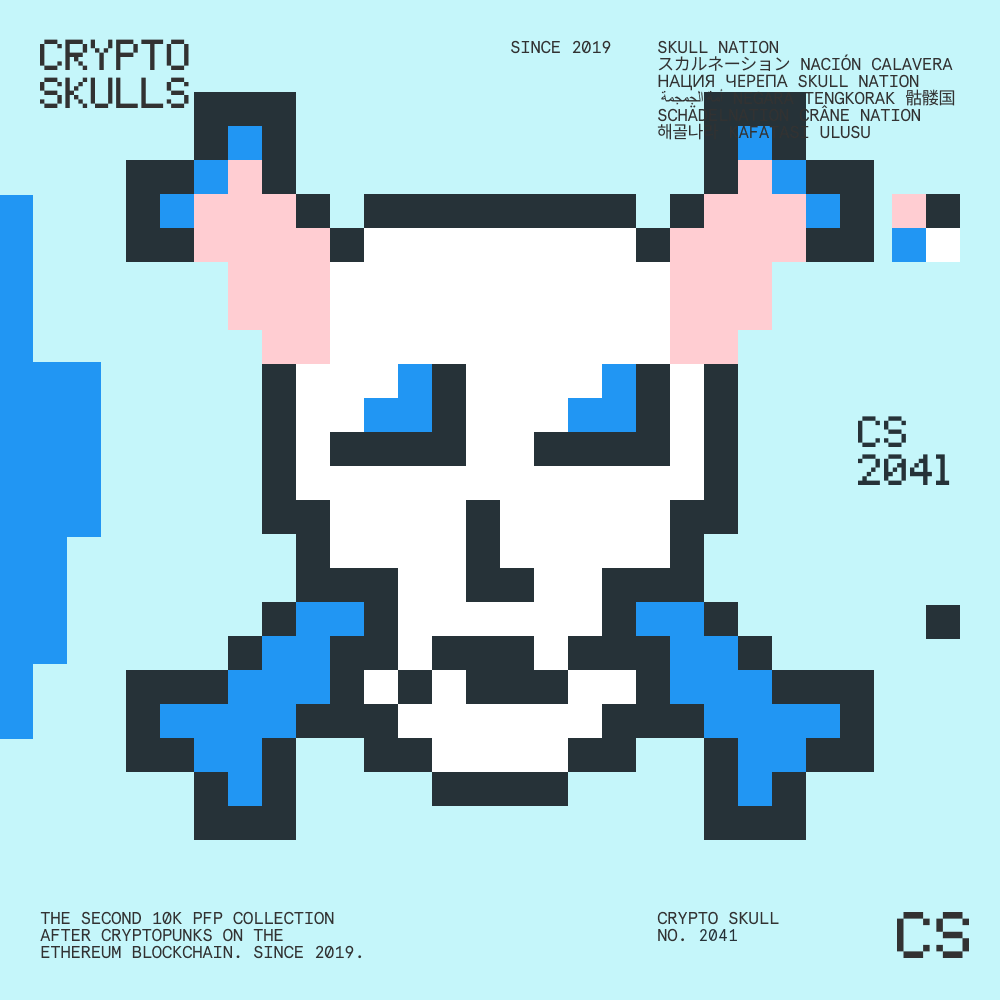 CRYPTO
SKULLS
SINCE 2019
SKULL NATION
スカルネーション NACIÓN CALAVERA
НАЦИЯ ЧЕРЕПА SKULL NATION
TENGKORAK 骷髅国
CRÂNE NATION
해골나 ULUSU
CS
2041
THE SECOND 10K PFP COLLECTION
AFTER CRYPTOPUNKS ON THE
ETHEREUM BLOCKCHAIN. SINCE 2019.
CRYPTO SKULL
NO. 2041
CS